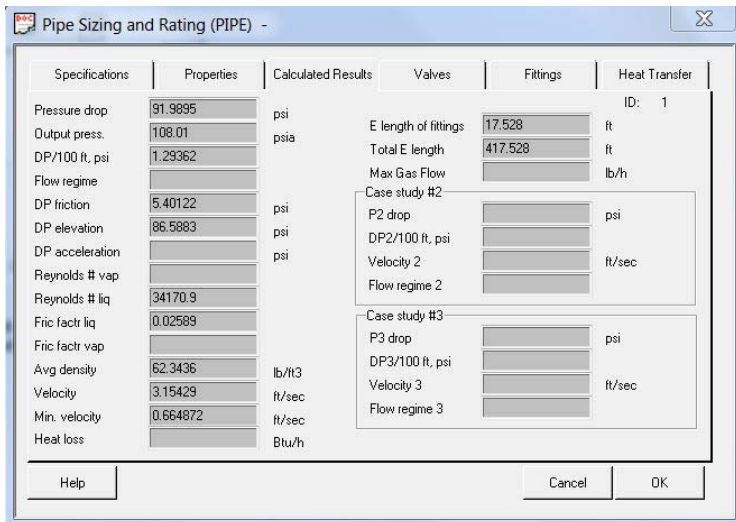 Pipe Sizing and Rating (PIPE) -
Specifications Properties Calculated Results Valves Fittings Heat Transfer
ID: 1
Pressure drop 91.9895 psi
Output press. 108.01 psia
DP/100 ft, psi 1.29362
Flow regime
DP friction 5.40122 psi
DP elevation 86.5883 psi
DP acceleration psi
Reynolds # vap
Reynolds # liq 34170.9
Fric factr liq 0.02589
Fric factr vap
Avg density 62.3436 lb/ft3
Velocity 3.15429 ft/sec
Min. velocity 0.664872 ft/sec
Heat loss Btu/h
E length of fittings 17.528 ft
Total E length 417.528 ft
Max Gas Flow lb/h
Case study #2
P2 drop psi
DP2/100 ft, psi
Velocity 2 ft/sec
Flow regime 2
Case study #3
P3 drop psi
DP3/100 ft, psi
Velocity 3 ft/sec
Flow regime 3
Help Cancel OK